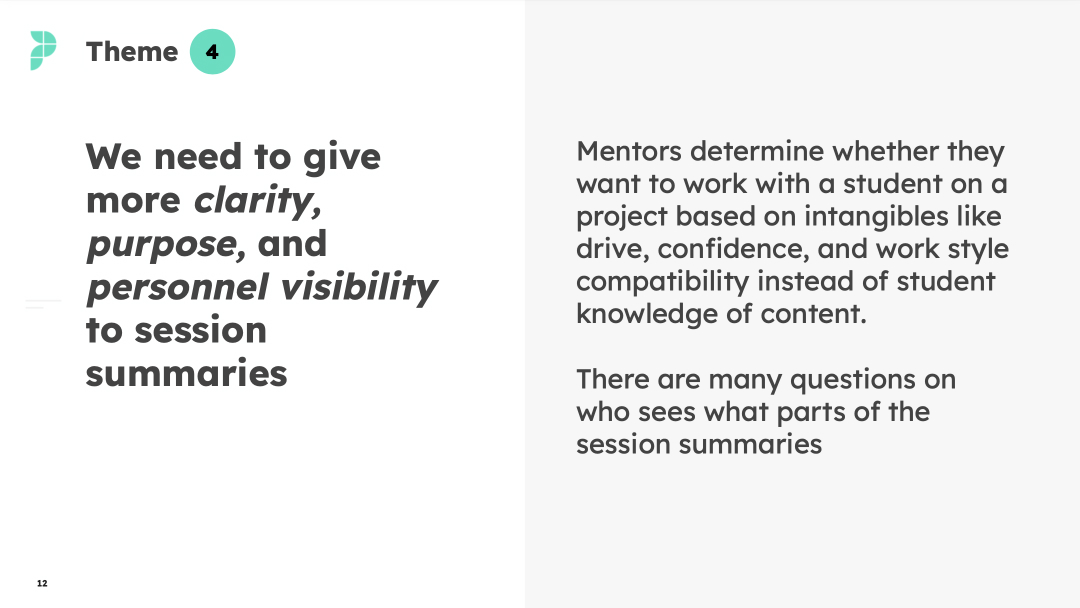 Theme 4
We need to give
more clarity,
purpose, and
personnel visibility
to session
summaries
Mentors determine whether they
want to work with a student on a
project based on intangibles like
drive, confidence, and work style
compatibility instead of student
knowledge of content.
There are many questions on
who sees what parts of the
session summaries
12